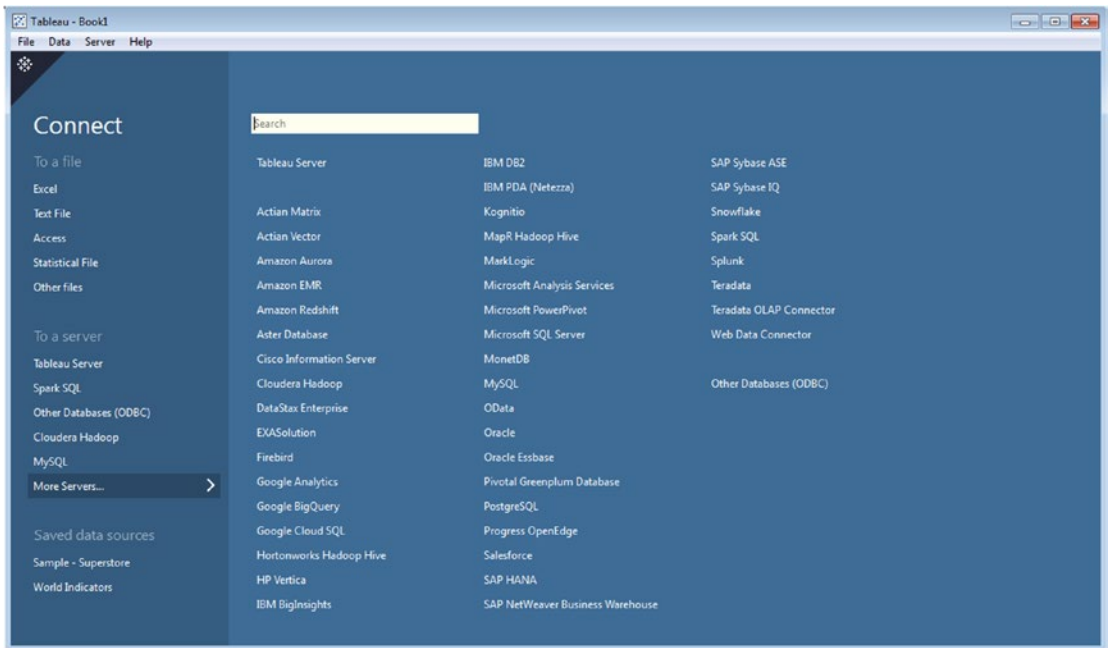 Tableau - Book1
File Data Server Help
Connect
To a file
Excel
Text File
Access
Statistical File
Other files
To a server
Tableau Server
Spark SQL
Other Databases (ODBC)
Cloudera Hadoop
MySQL
More Servers...
Saved data sources
Sample - Superstore
World Indicators
Search
Tableau Server
Actian Matrix
Actian Vector
Amazon Aurora
Amazon EMR
Amazon Redshift
Aster Database
Cisco Information Server
Cloudera Hadoop
DataStax Enterprise
EXASolution
Firebird
Google Analytics
Google BigQuery
Google Cloud SQL
Hortonworks Hadoop Hive
HP Vertica
IBM BigInsights
IBM DB2
IBM PDA (Netezza)
Kognitio
MapR Hadoop Hive
MarkLogic
Microsoft Analysis Services
Microsoft PowerPivot
Microsoft SQL Server
MonetDB
MySQL
OData
Oracle
Oracle Essbase
Pivotal Greenplum Database
PostgreSQL
Progress OpenEdge
Salesforce
SAP HANA
SAP NetWeaver Business Warehouse
SAP Sybase ASE
SAP Sybase IQ
Snowflake
Spark SQL
Splunk
Teradata
Teradata OLAP Connector
Web Data Connector
Other Databases (ODBC)